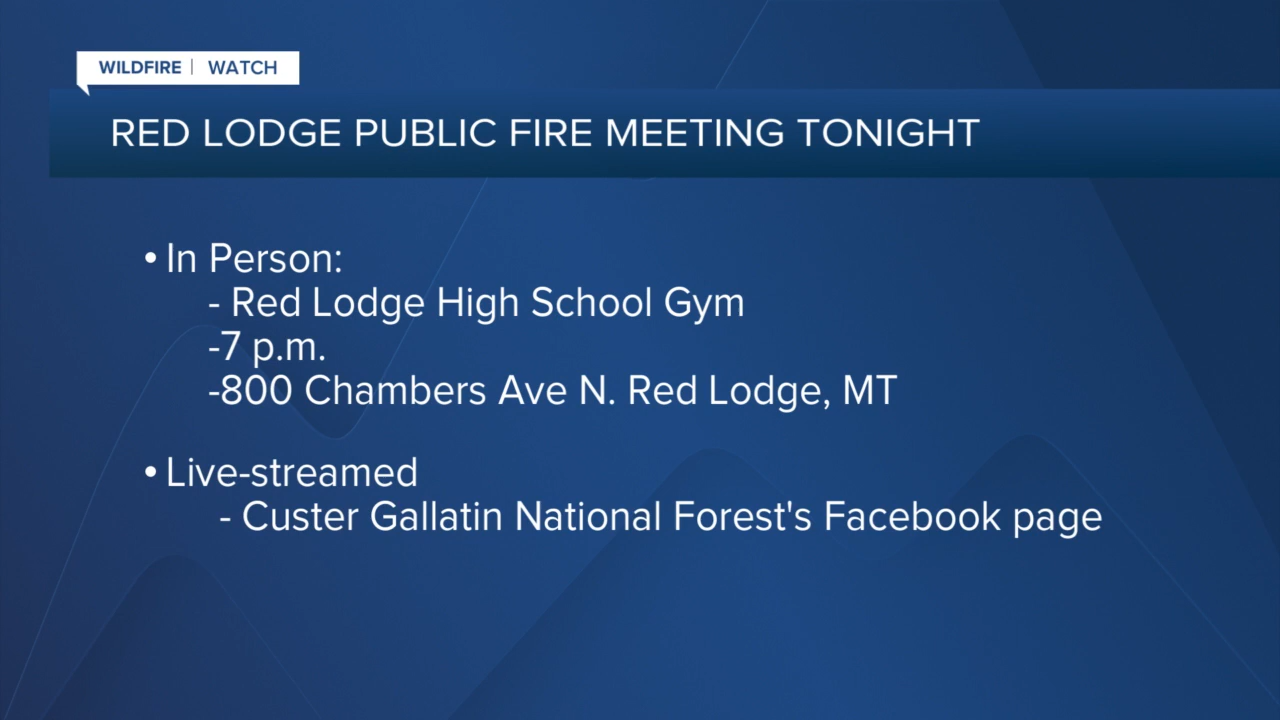 WILDFIRE | WATCH
RED LODGE PUBLIC FIRE MEETING TONIGHT
• In Person:
- Red Lodge High School Gym
-7 p.m.
-800 Chambers Ave N. Red Lodge, MT
• Live-streamed
- Custer Gallatin National Forest's Facebook page